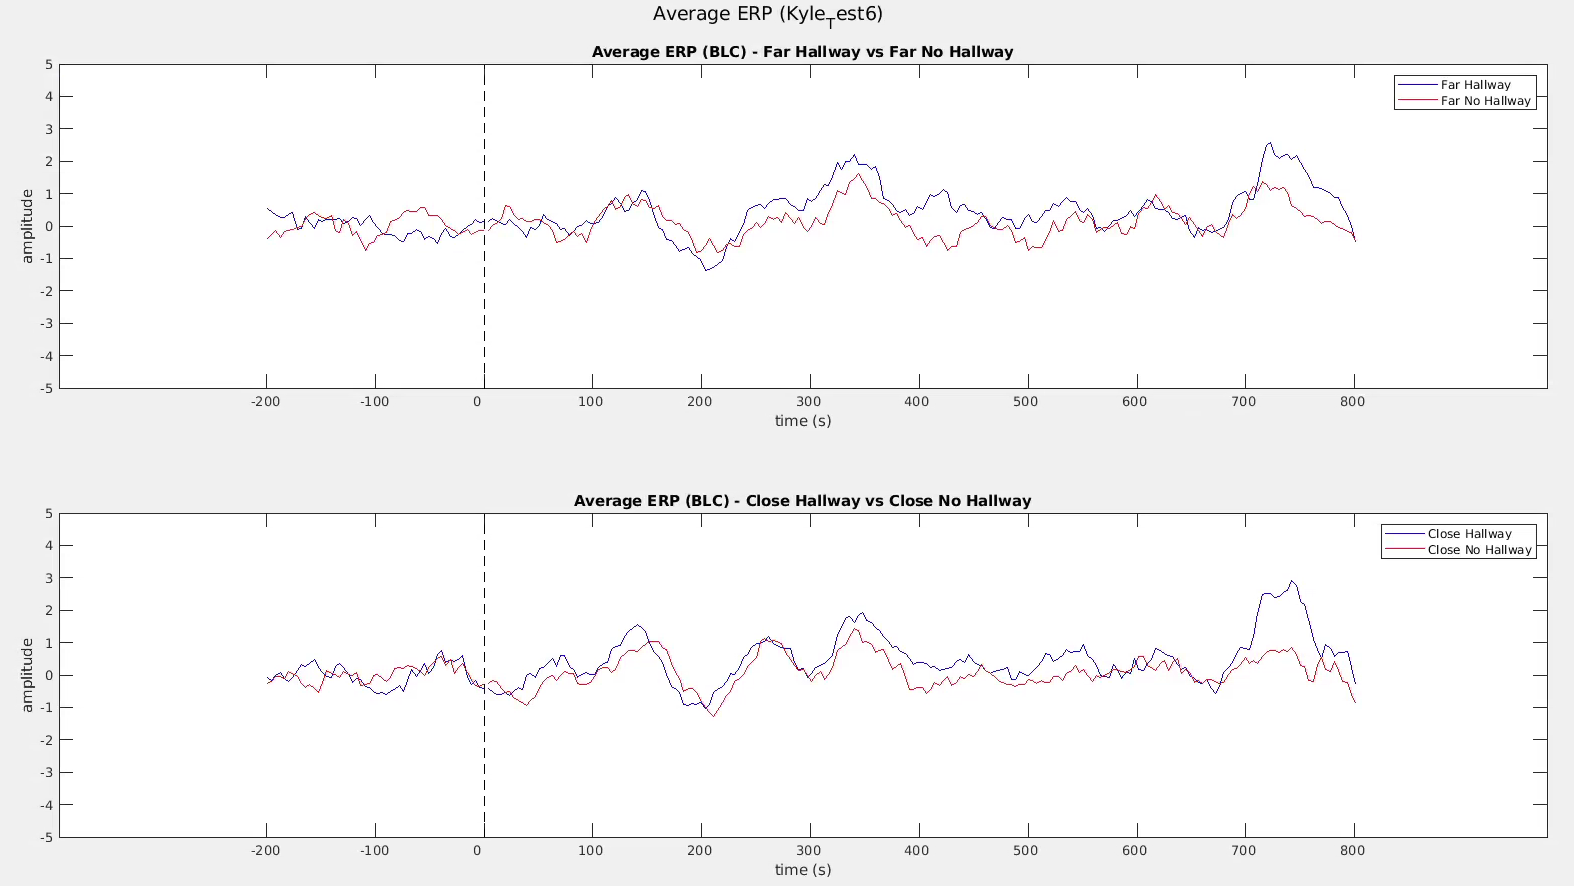 Average ERP (Kyle_Test6)
Average ERP (BLC) - Far Hallway vs Far No Hallway
5
4
3
2
1
0
-1
-2
-3
-4
-5
amplitude
Far Hallway
Far No Hallway
-200 -100 0 100 200 300 400 500 600 700 800
time (s)
Average ERP (BLC) - Close Hallway vs Close No Hallway
5
4
3
2
1
0
-1
-2
-3
-4
-5
amplitude
Close Hallway
Close No Hallway
-200 -100 0 100 200 300 400 500 600 700 800
time (s)